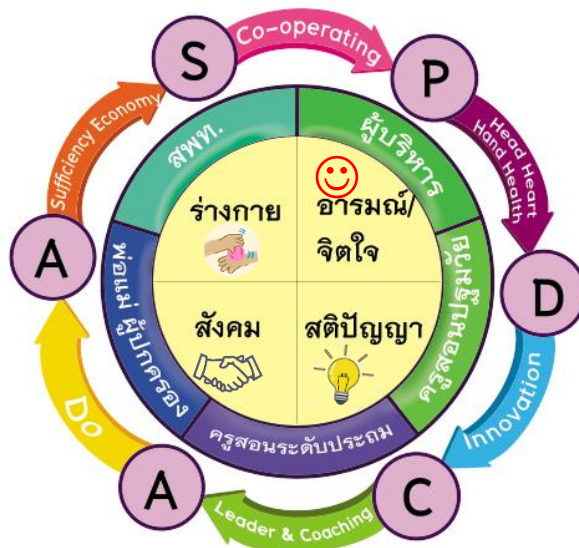 S
Co-operating
P
Head Heart
Hand Health
D
Innovation
C
Leader & Coaching
A
DO
A
Sufficiency Economy
สพท.
ผู้บริหาร
ครูสอนปฐมวัย
ครูสอนระดับประถม
พ่อแม่ ผู้ปกครอง
ร่างกาย
อารมณ์/
จิตใจ
สังคม
สติปัญญา